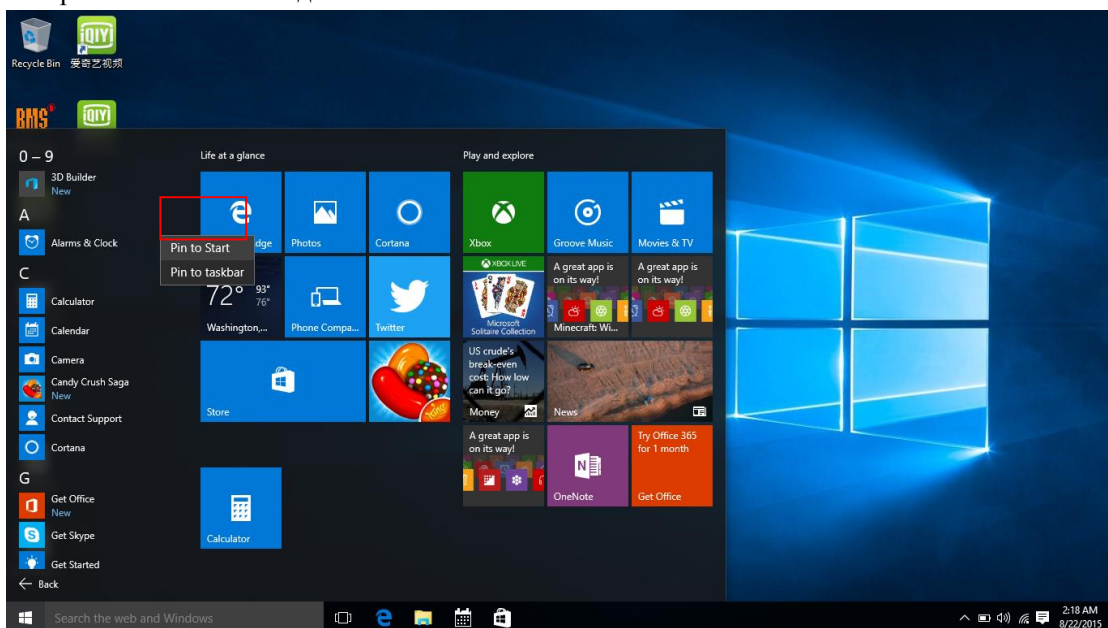 Recycle Bin
爱奇艺视频
iQIYI
BMS
iQIYI
0 – 9
3D Builder
New
A
Alarms & Clock
C
Calculator
Calendar
Camera
Candy Crush Saga
New
Contact Support
Cortana
G
Get Office
New
Get Skype
Get Started
Back
Life at a glance
dge
Photos
Cortana
Pin to Start
Pin to taskbar
72° 93°
76°
Washington,...
Phone Compa...
Twitter
Store
King
Calculator
Play and explore
Xbox
Groove Music
Movies & TV
XBOX LIVE
Microsoft
Solitaire Collection
A great app is
on its way!
Minecraft: Wi...
A great app is
on its way!
US crude's
break-even
cost: How low
can it go?
Money
News
A great app is
on its way!
N
OneNote
Try Office 365
for 1 month
Get Office
Search the web and Windows
2:18 AM
8/22/2015